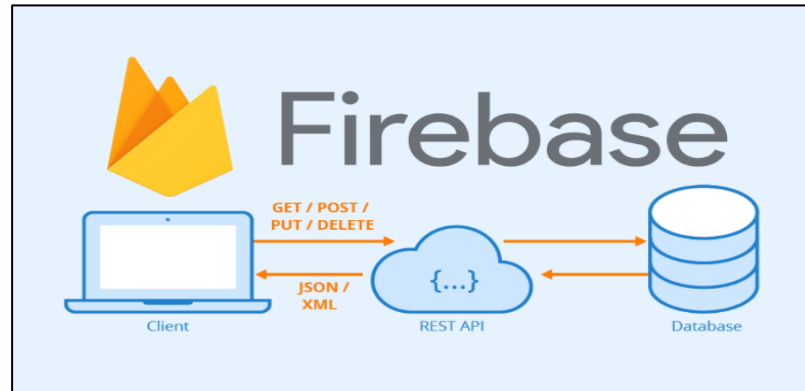 Firebase
GET / POST /
PUT / DELETE
JSON /
XML
{...}
Client
REST API
Database